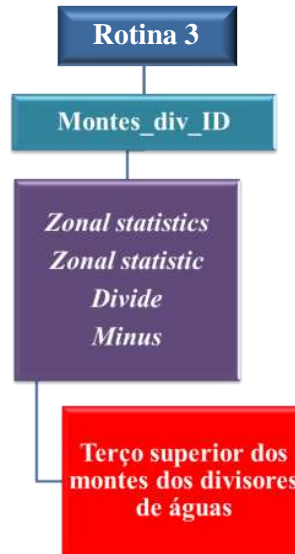 Rotina 3
Montes_div_ID
Zonal statistics
Zonal statistic
Divide
Minus
Terço superior dos
montes dos divisores
de águas